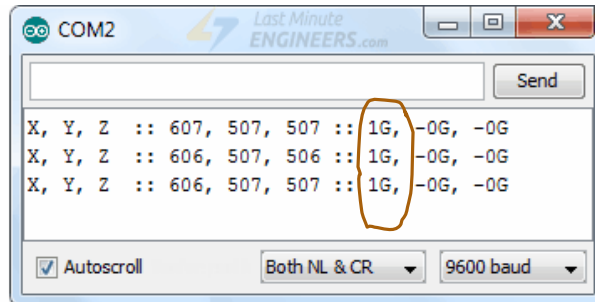 COM2
Last Minute
ENGINEERS.com
Send
X, Y, Z :: 607, 507, 507 :: 1G, -0G, -0G
X, Y, Z :: 606, 507, 506 :: 1G, -0G, -0G
X, Y, Z :: 606, 507, 507 :: 1G, -0G, -0G
Autoscroll
Both NL & CR
9600 baud